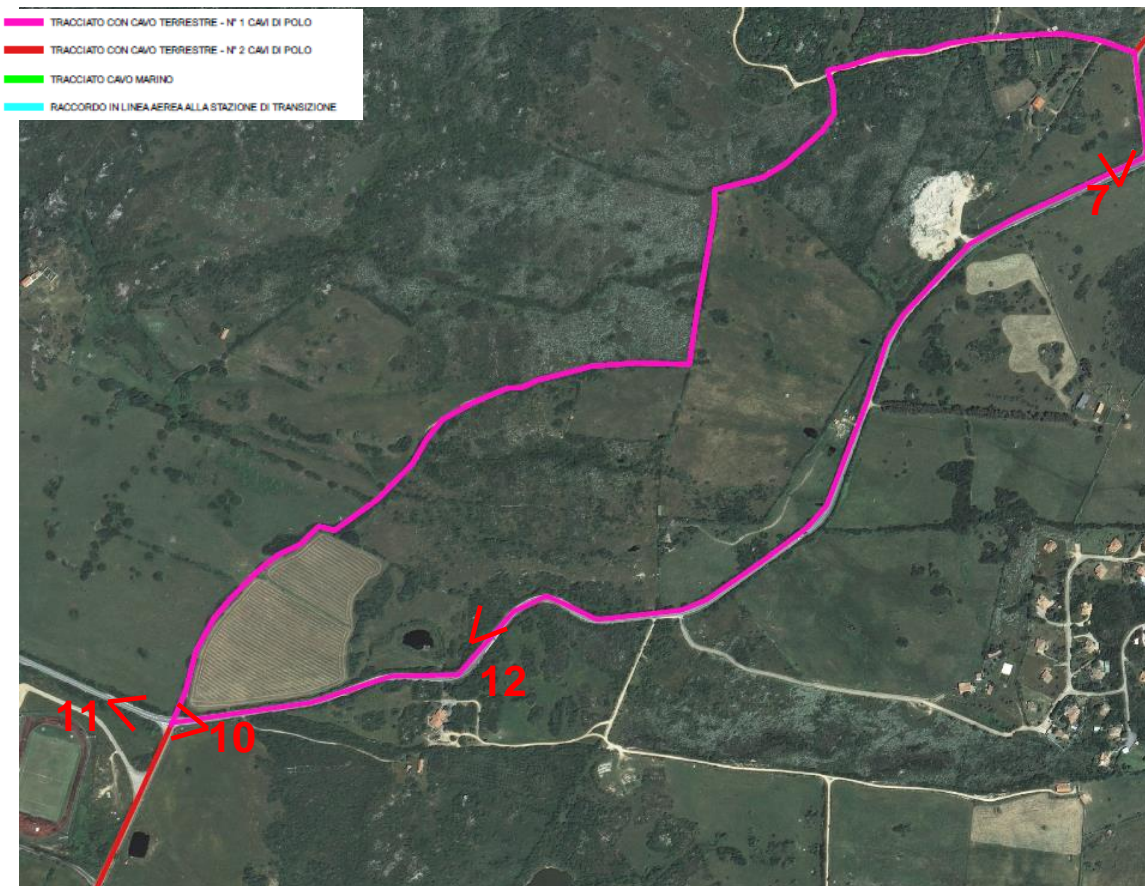 TRACCIATO CON CAVO TERRESTRE - N° 1 CAVI DI POLO
TRACCIATO CON CAVO TERRESTRE - N° 2 CAVI DI POLO
TRACCIATO CAVO MARINO
RACCORDO IN LINEA AEREA ALLA STAZIONE DI TRANSIZIONE
7
12
11
10